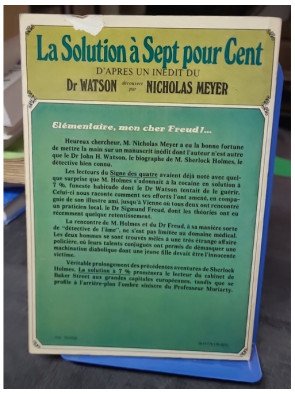 La Solution à Sept pour Cent
D'APRES UN INÉDIT DU
Dr WATSON découvert par NICHOLAS MEYER
Elémentaire, mon cher Freud !...
Heureux chercheur, M. Nicholas Meyer a eu la bonne fortune
de mettre la main sur un manuscrit inédit dont l'auteur n'est autre
que le Dr John H. Watson, le biographe de M. Sherlock Holmes, le
détective bien connu.
Les lecteurs du Signe des quatre avaient déjà noté avec quel-
que surprise que M. Holmes s'adonnait à la cocaïne en solution à
7 %, funeste habitude dont le Dr Watson tentait de le guérir.
Celui-ci nous raconte comment ses efforts l'ont amené, en compa-
gnie de son illustre ami, jusqu'à Vienne où tous deux ont rencontré
un praticien local, le Dr Sigmund Freud, dont les théories ont eu
récemment quelque retentissement.
La rencontre de M. Holmes et du Dr Freud, à sa manière sorte
de "détective de l'âme", ne s'est pas limitée au domaine médical.
Les deux hommes se sont trouvés mêlés à une très étrange affaire
policière, où leurs talents conjugués ont permis de démasquer une
machination diabolique dont une jeune fille devait être l'innocente
victime.
Véritable prolongement des précédentes aventures de Sherlock
Holmes, La solution à 7 % promènera le lecteur du cabinet de
Baker Street aux grandes capitales européennes, tandis que se
profile à l'arrière-plan l'ombre sinistre du Professeur Moriarty.